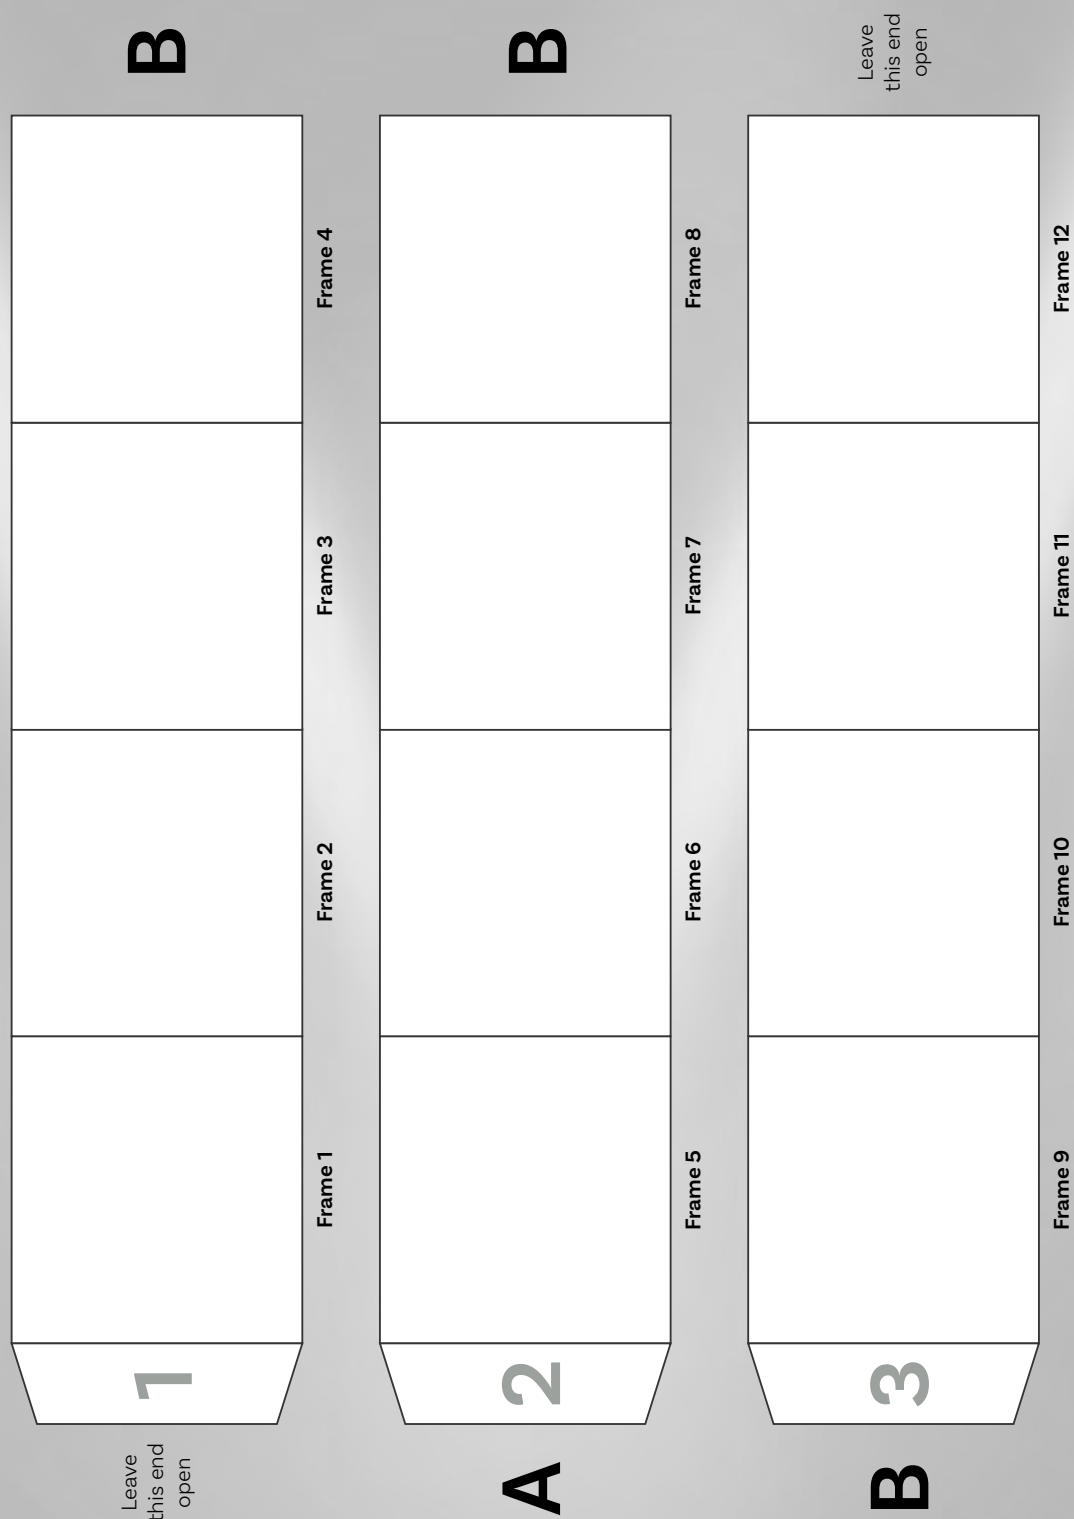 Leave
this end
open
1
Frame 1
Frame 2
Frame 3
Frame 4
B
A
2
Frame 5
Frame 6
Frame 7
Frame 8
B
B
3
Frame 9
Frame 10
Frame 11
Frame 12
Leave
this end
open